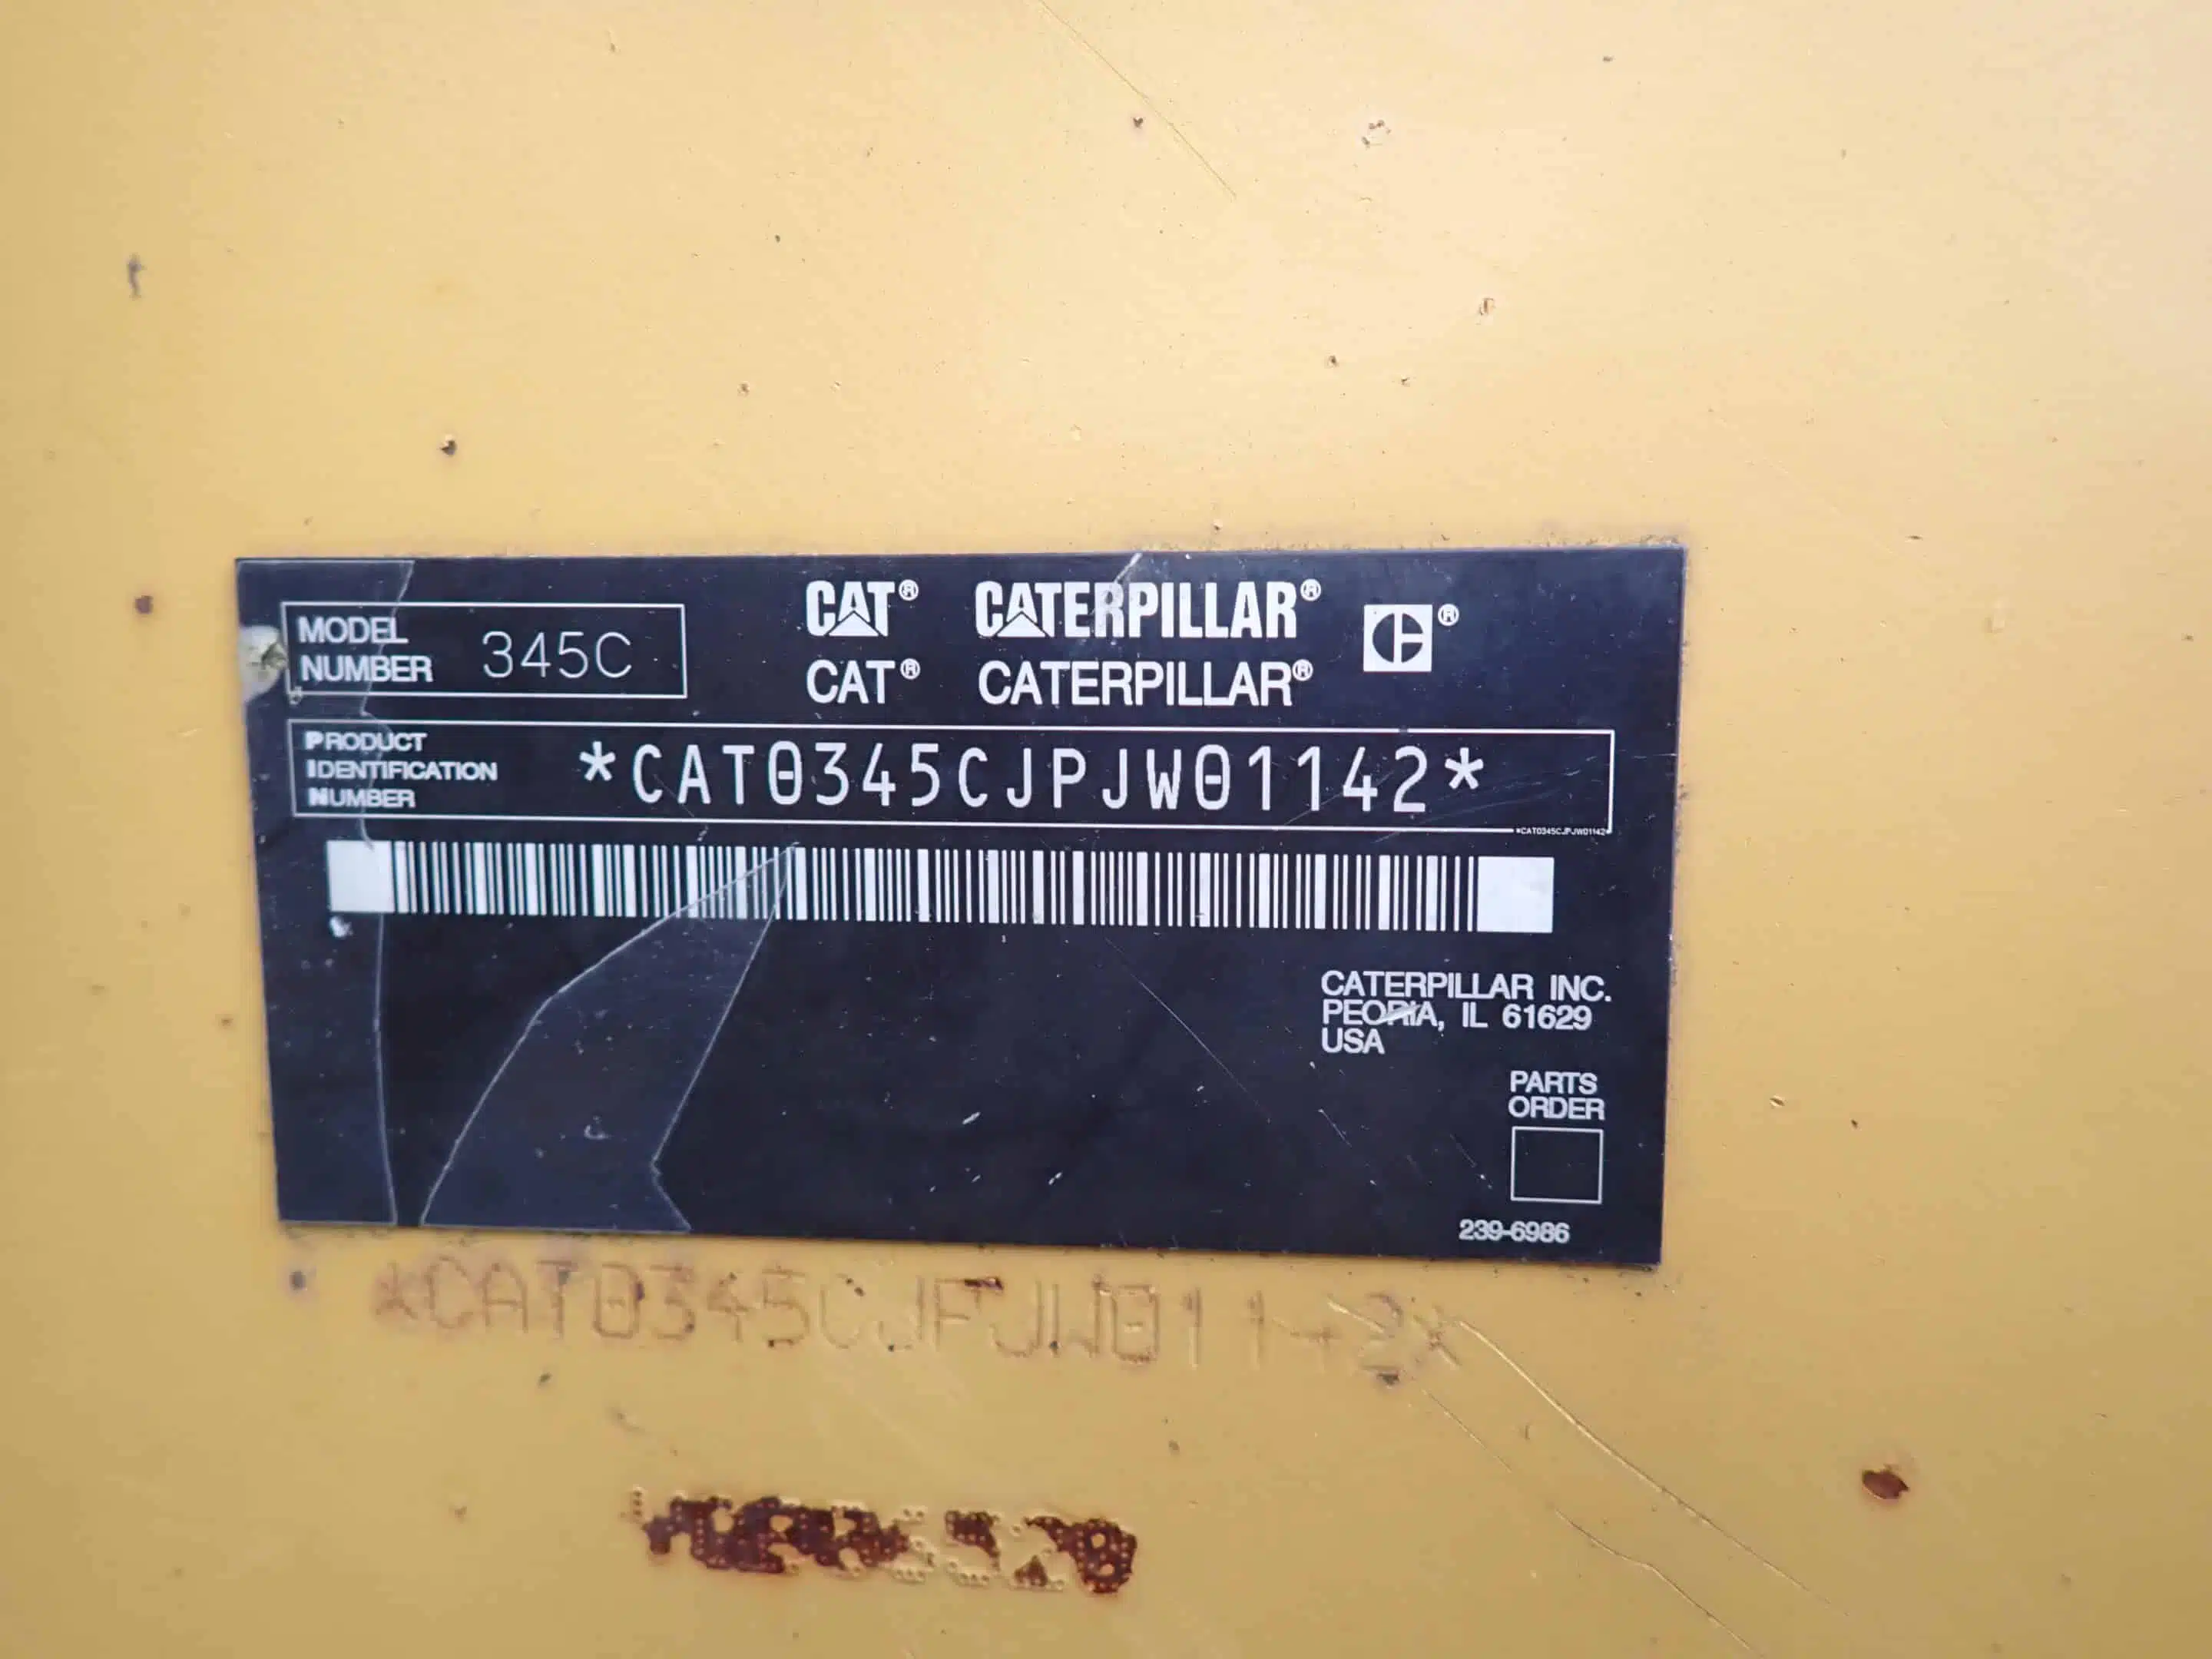 MODEL NUMBER 345C
CAT® CATERPILLAR® ®
CAT® CATERPILLAR®
PRODUCT
IDENTIFICATION
NUMBER
*CAT0345CJPJW01142*
*CAT0345CJPJW01142*
CATERPILLAR INC.
PEORIA, IL 61629
USA
PARTS
ORDER
239-6986
*CAT0345CJPJW01142*